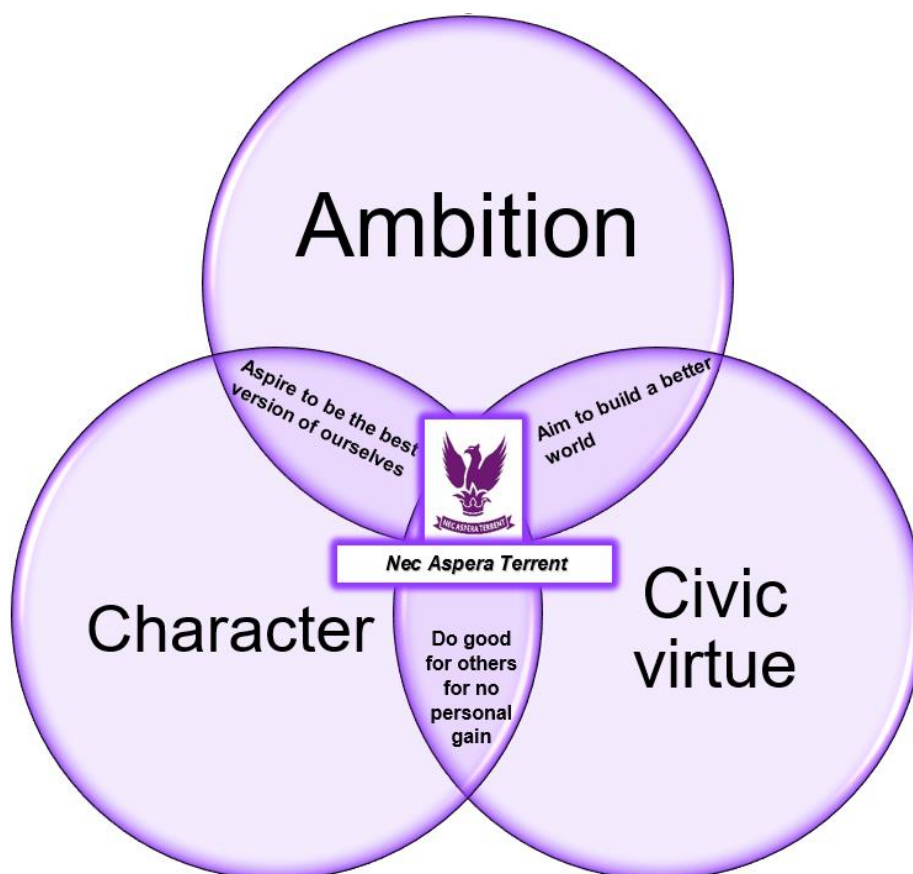 Ambition
Aspire to be the best
version of ourselves
Aim to build a better
world
NEC ASPERA TERRENT
Nec Aspera Terrent
Character
Civic
virtue
Do good
for others
for no
personal
gain